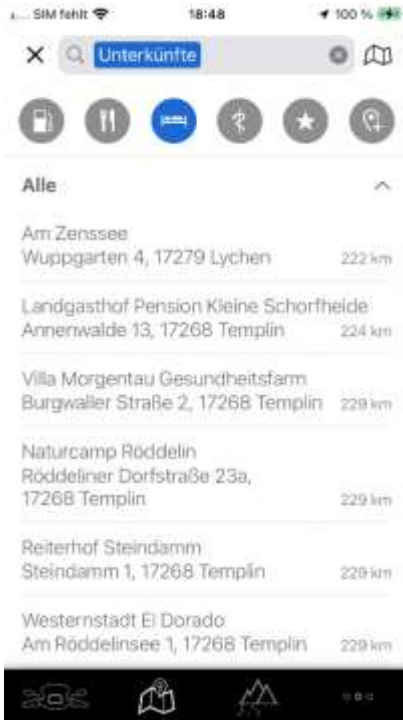 SIM fehlt
18:48
100 %
Unterkünfte
Alle
Am Zenssee
Wuppgarten 4, 17279 Lychen
222 km
Landgasthof Pension Kleine Schorfheide
Annenwalde 13, 17268 Templin
224 km
Villa Morgentau Gesundheitsfarm
Burgwaller Straße 2, 17268 Templin
229 km
Naturcamp Röddelin
Röddeliner Dorfstraße 23a,
17268 Templin
229 km
Reiterhof Steindamm
Steindamm 1, 17268 Templin
229 km
Westernstadt El Dorado
Am Röddelinsee 1, 17268 Templin
229 km